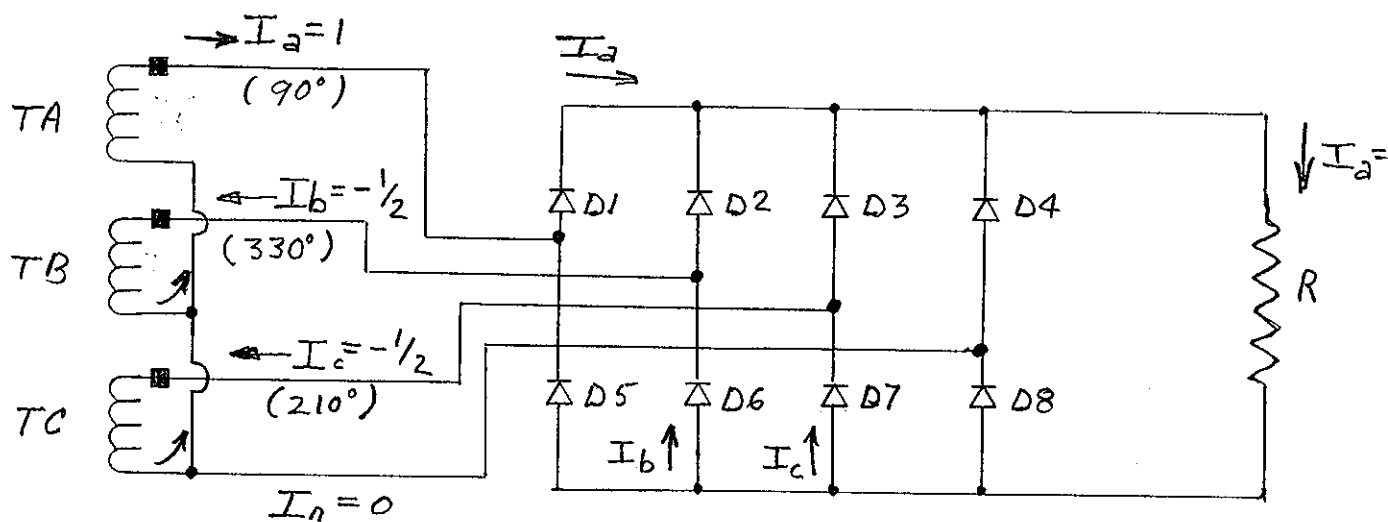 Ia=1
(90°)
TA
Ia
Ia=
Ib=-1/2
(330°)
TB
D1
D2
D3
D4
R
Ic=-1/2
(210°)
TC
D5
D6
D7
D8
Ib
Ic
In=0